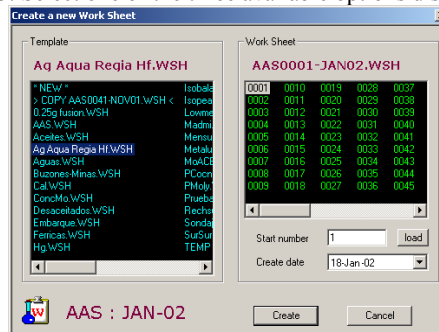 Create a new Work Sheet
Template
Ag Aqua Regia Hf.WSH
* NEW *
> COPY AAS0041-NOV01.WSH <
0.25g fusion.WSH
AAS.WSH
Aceites.WSH
Ag Aqua Regia Hf.WSH
Aguas.WSH
Buzones-Minas.WSH
Cal.WSH
ConcMo.WSH
Desaceitados.WSH
Embarque.WSH
Ferricas.WSH
Hg.WSH
Isobala
Isopea
Lowme
Madmi
Mensu
Metalu
MoACE
PCocn
PMoly
Prueba
Rechs
Sonda
SurSur
TEMP
Work Sheet
AAS0001-JAN02.WSH
0001 0010 0019 0028 0037
0002 0011 0020 0029 0038
0003 0012 0021 0030 0039
0004 0013 0022 0031 0040
0005 0014 0023 0032 0041
0006 0015 0024 0033 0042
0007 0016 0025 0034 0043
0008 0017 0026 0035 0044
0009 0018 0027 0036 0045
Start number 1 load
Create date 18-Jan-02
AAS : JAN-02
Create
Cancel